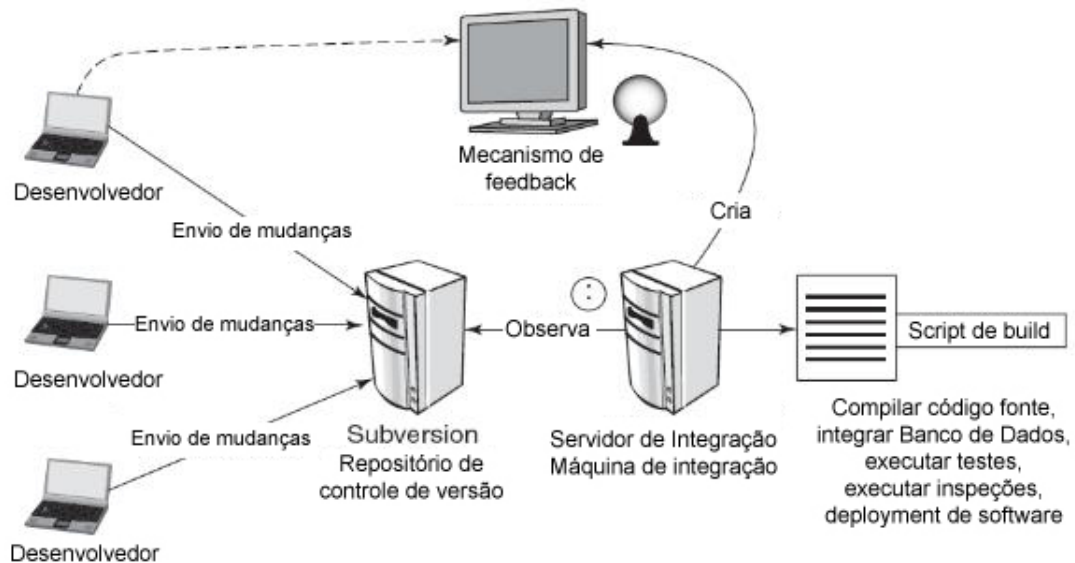 Mecanismo de
feedback
Desenvolvedor
Cria
Envio de mudanças
Envio de mudanças
Observa
Script de build
Desenvolvedor
Envio de mudanças
Subversion
Repositório de
controle de versão
Servidor de Integração
Máquina de integração
Compilar código fonte,
integrar Banco de Dados,
executar testes,
executar inspeções,
deployment de software
Desenvolvedor